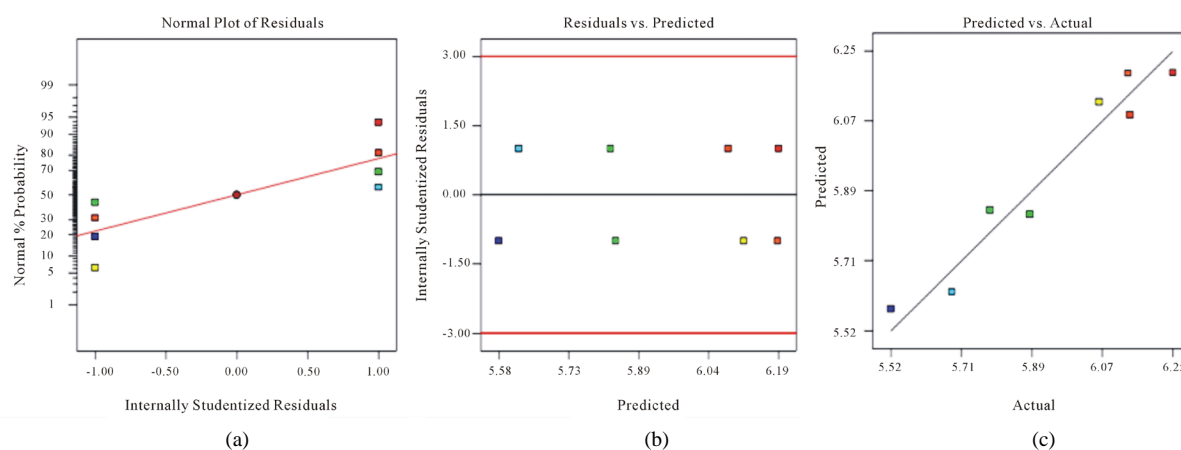 Normal Plot of Residuals
Normal % Probability
99
95
90
80
70
50
30
20
10
5
1
-1.00 -0.50 0.00 0.50 1.00
Internally Studentized Residuals
(a)
Residuals vs. Predicted
Internally Studentized Residuals
3.00
1.50
0.00
-1.50
-3.00
5.58 5.73 5.89 6.04 6.19
Predicted
(b)
Predicted vs. Actual
Predicted
6.25
6.07
5.89
5.71
5.52
5.52 5.71 5.89 6.07
Actual
(c)